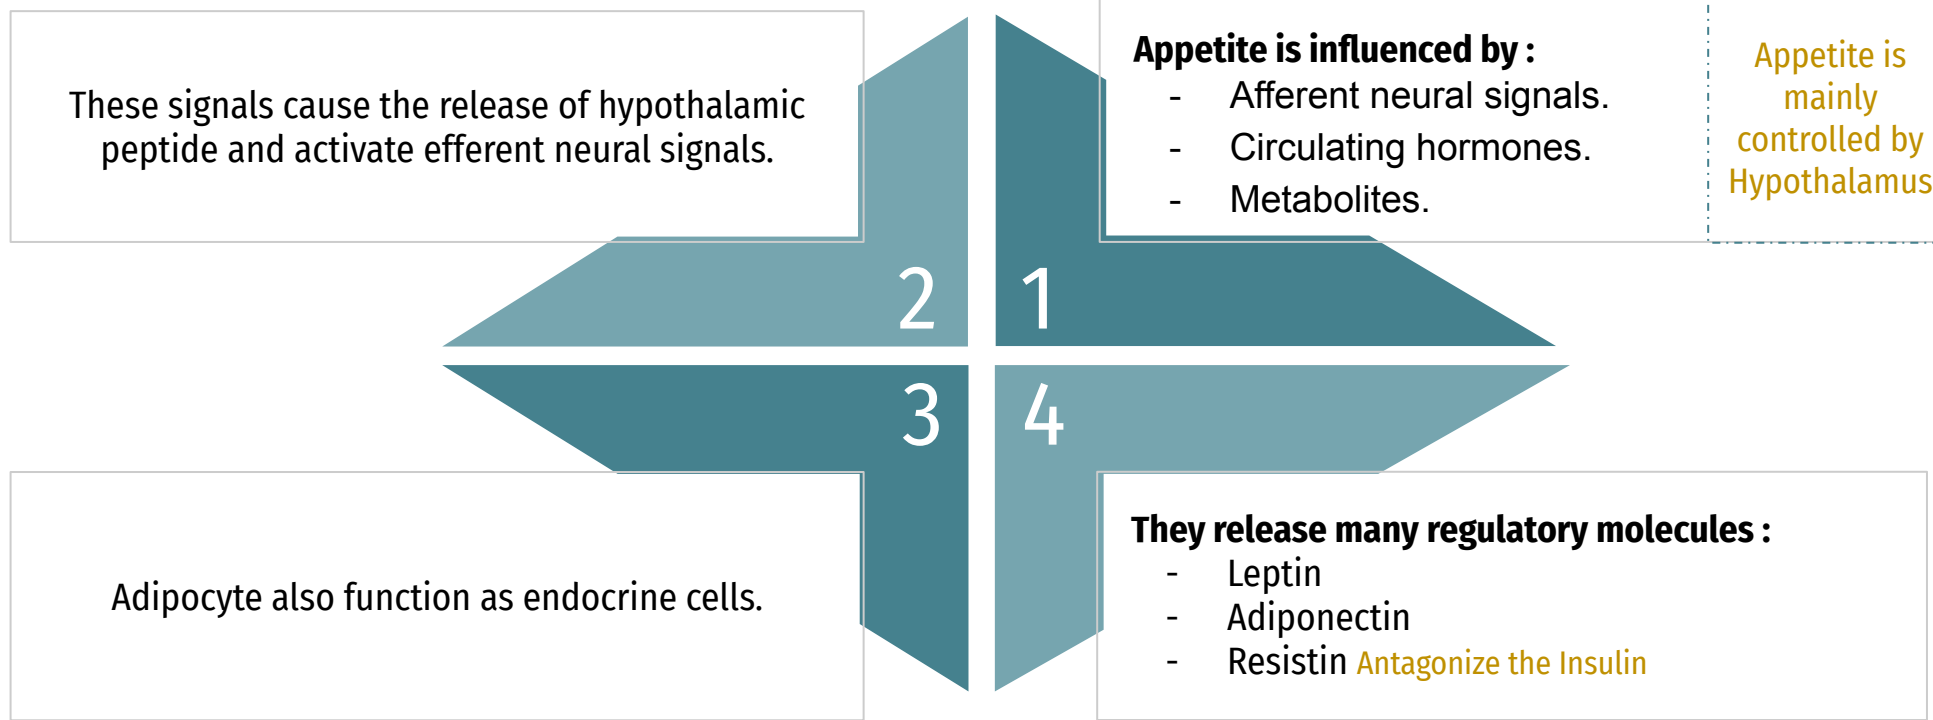 Appetite is influenced by :
- Afferent neural signals.
- Circulating hormones.
- Metabolites.
Appetite is
mainly
controlled by
Hypothalamus
1
These signals cause the release of hypothalamic
peptide and activate efferent neural signals.
2
3
Adipocyte also function as endocrine cells.
4
They release many regulatory molecules :
- Leptin
- Adiponectin
- Resistin Antagonize the Insulin